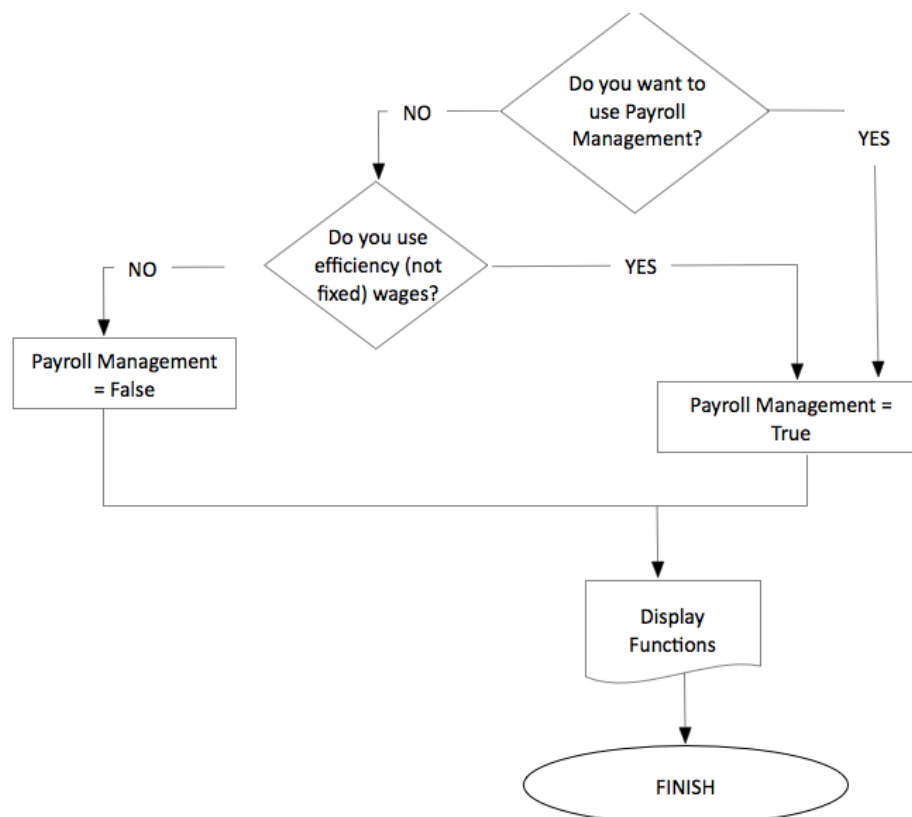 Do you want to
use Payroll
Management?
NO
YES
Do you use
efficiency (not
fixed) wages?
NO
YES
Payroll Management
= False
Payroll Management =
True
Display
Functions
FINISH